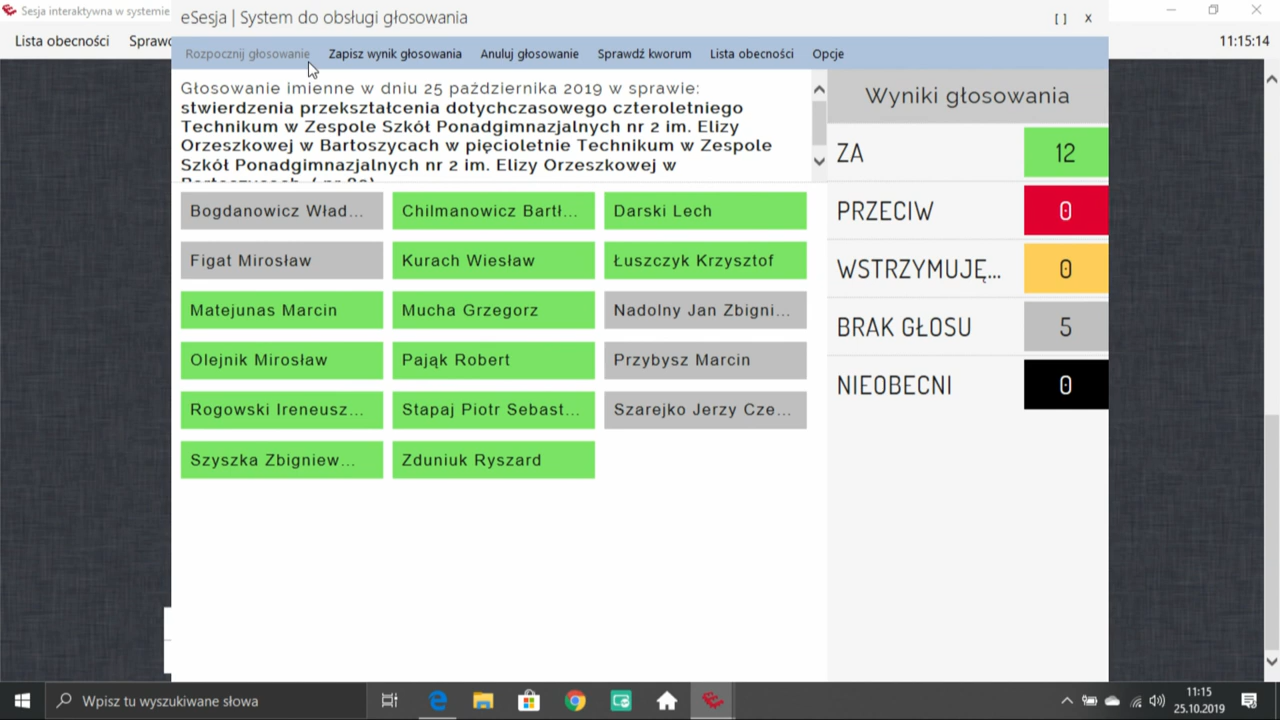 Sesja interaktywna w systemie
eSesja | System do obsługi głosowania
[ ] X
Lista obecności
11:15:14
Rozpocznij głosowanie Zapisz wynik głosowania Anuluj głosowanie Sprawdź kworum Lista obecności Opcje
Głosowanie imienne w dniu 25 października 2019 w sprawie:
stwierdzenia przekształcenia dotychczasowego czteroletniego
Technikum w Zespole Szkół Ponadgimnazjalnych nr 2 im. Elizy
Orzeszkowej w Bartoszycach w pięcioletnie Technikum w Zespole
Szkół Ponadgimnazjalnych nr 2 im. Elizy Orzeszkowej w
Wyniki głosowania
ZA 12
PRZECIW 0
WSTRZYMUJĘ... 0
BRAK GŁOSU 5
NIEOBECNI 0
Bogdanowicz Wład... Chilmanowicz Bartł... Darski Lech
Figat Mirosław Kurach Wiesław Łuszczyk Krzysztof
Matejunas Marcin Mucha Grzegorz Nadolny Jan Zbigni...
Olejnik Mirosław Pająk Robert Przybysz Marcin
Rogowski Ireneusz... Stapaj Piotr Sebast... Szarejko Jerzy Cze...
Szyszka Zbigniew... Zduniuk Ryszard
Wpisz tu wyszukiwane słowa
11:15
25.10.2019